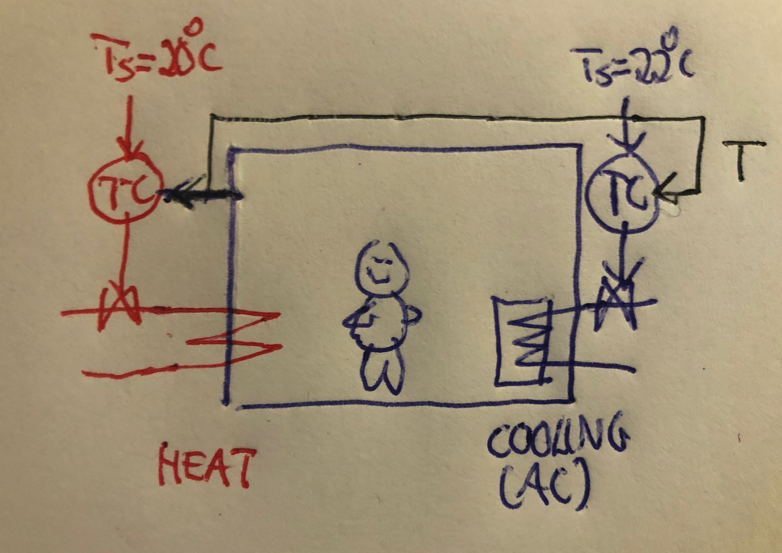 Ts=20°C
Ts=22°C
TC
TC
T
HEAT
COOLING
(AC)